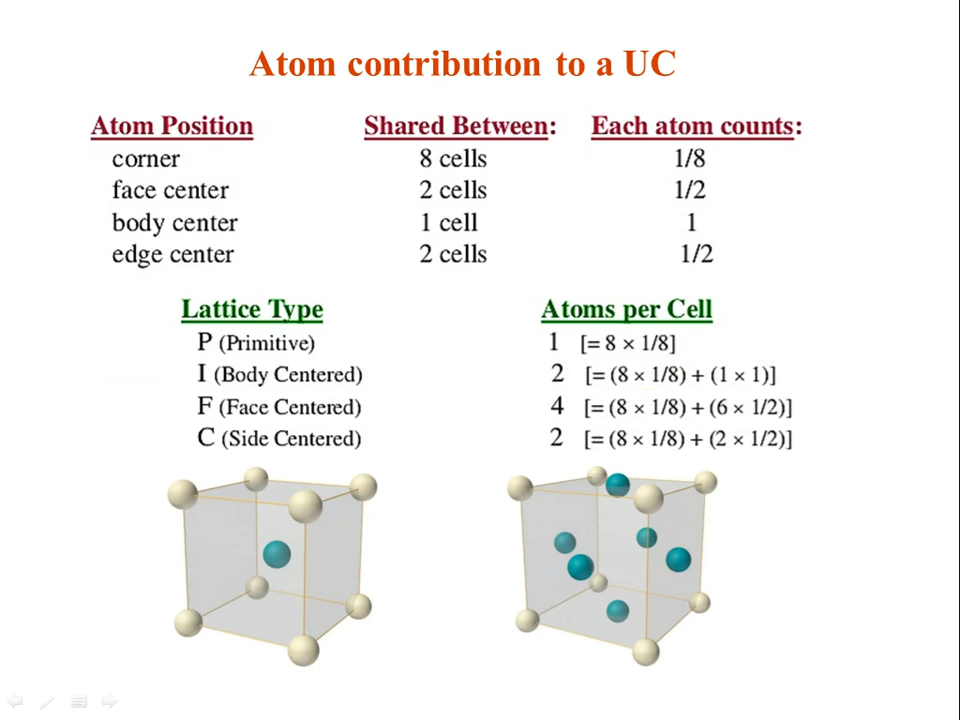 Atom contribution to a UC
Atom Position Shared Between: Each atom counts:
corner 8 cells 1/8
face center 2 cells 1/2
body center 1 cell 1
edge center 2 cells 1/2
Lattice Type Atoms per Cell
P (Primitive) 1 [= 8 × 1/8]
I (Body Centered) 2 [= (8 × 1/8) + (1 × 1)]
F (Face Centered) 4 [= (8 × 1/8) + (6 × 1/2)]
C (Side Centered) 2 [= (8 × 1/8) + (2 × 1/2)]